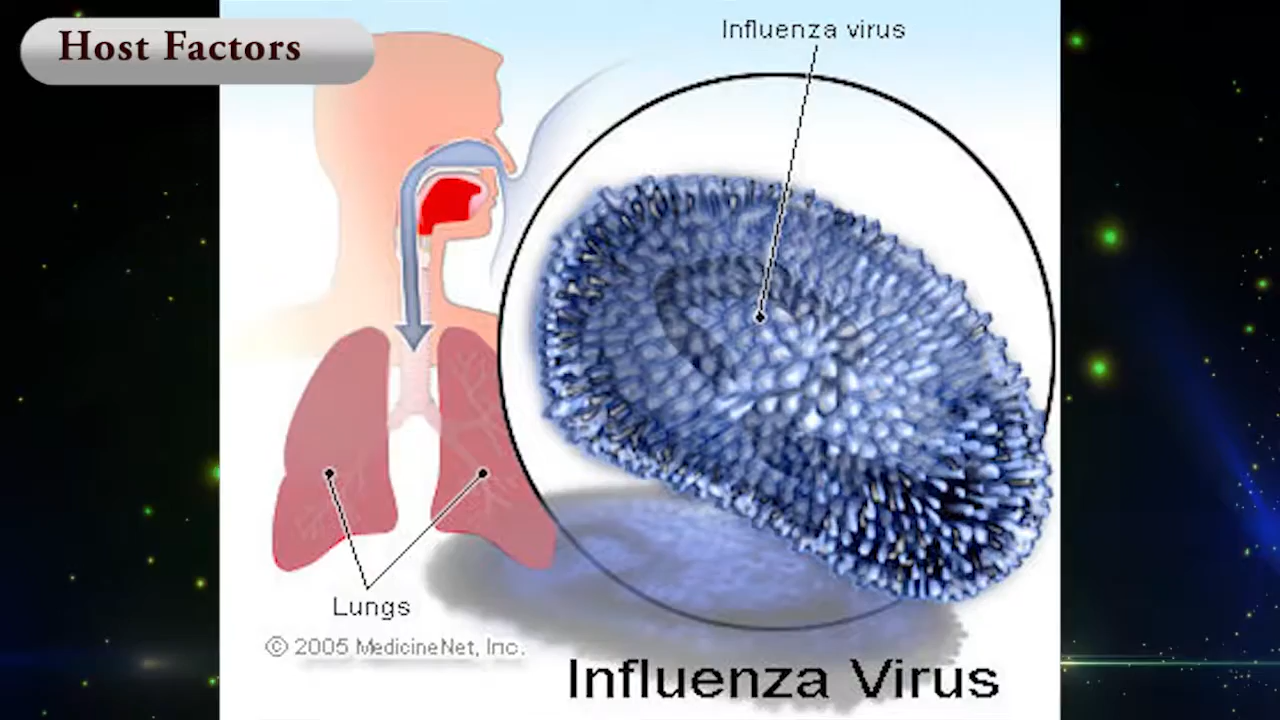 Host Factors
Influenza virus
Lungs
© 2005 MedicineNet, Inc.
Influenza Virus